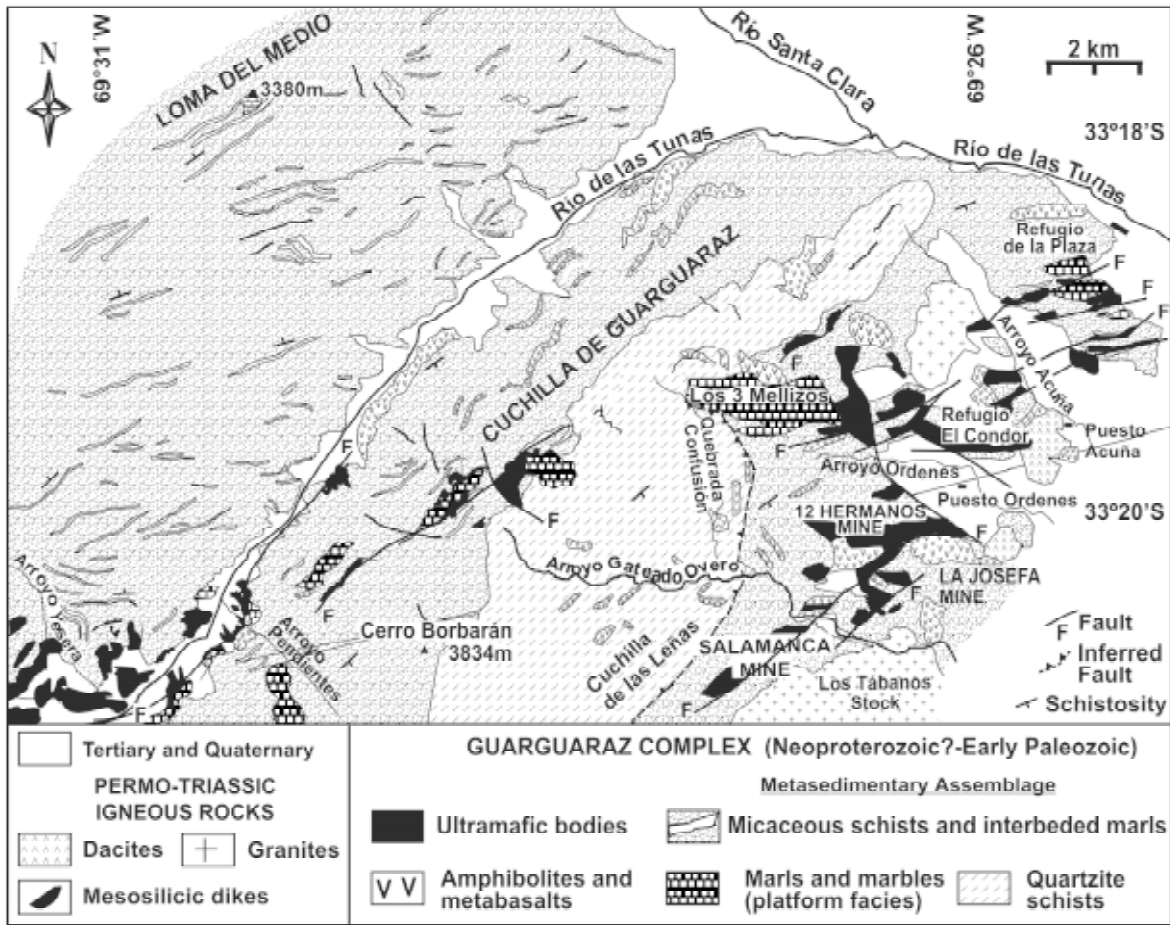 N
69°31´W
LOMA DEL MEDIO
3380m
Río Santa Clara
69°26´W
2 km
33º18’S
Río de las Tunas
Río de las Tunas
Refugio
de la Plaza
F
F
F
CUCHILLA DE GUARGUARAZ
Arroyo Acuña
F
Los 3 Mellizos
Refugio
El Condor
Puesto
Acuña
F
F
Quebrada
Confusión
Arroyo Ordenes
Puesto Ordenes
33º20’S
12 HERMANOS
MINE
F
F
Arroyo Gateado Overo
LA JOSEFA
MINE
F
Arroyo Yesera
F
Arroyo
Pendientes
Cerro Borbarán
3834m
Cuchilla
de las Leñas
SALAMANCA
MINE
F
Los Tábanos
Stock
F
Fault
F
Inferred
Fault
Schistosity
Tertiary and Quaternary
PERMO-TRIASSIC
IGNEOUS ROCKS
Dacites
Granites
Mesosilicic dikes
GUARGUARAZ COMPLEX (Neoproterozoic?-Early Paleozoic)
Metasedimentary Assemblage
Ultramafic bodies
Micaceous schists and interbeded marls
Amphibolites and
metabasalts
Marls and marbles
(platform facies)
Quartzite
schists